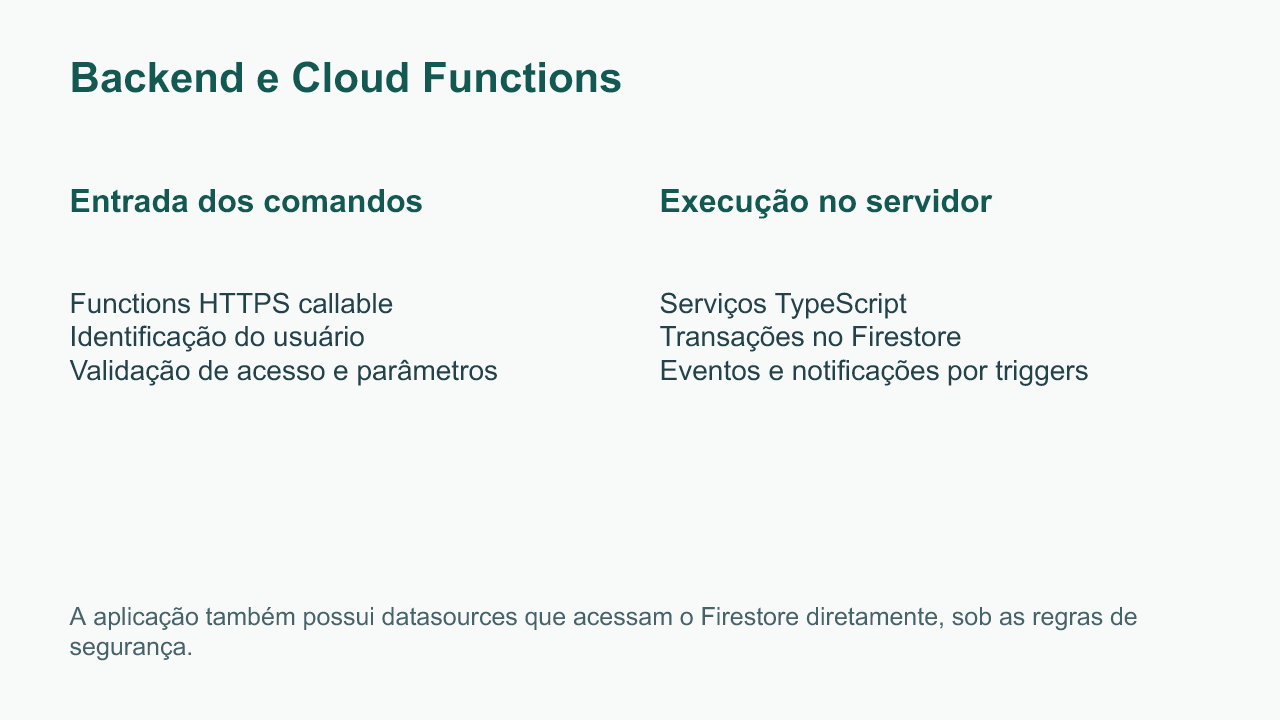 Backend e Cloud Functions
Entrada dos comandos
Functions HTTPS callable
Identificação do usuário
Validação de acesso e parâmetros
Execução no servidor
Serviços TypeScript
Transações no Firestore
Eventos e notificações por triggers
A aplicação também possui datasources que acessam o Firestore diretamente, sob as regras de
segurança.